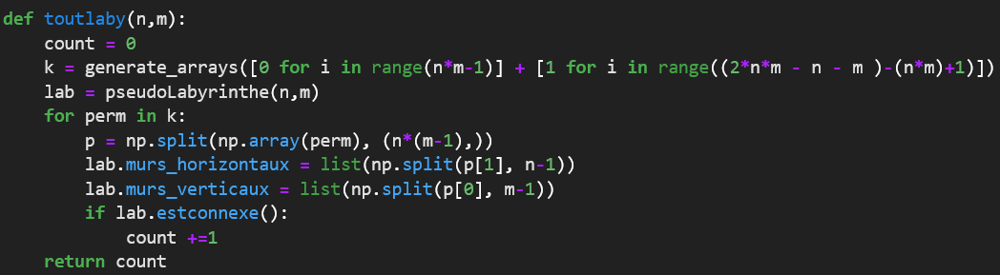 def toutlaby(n,m):
    count = 0
    k = generate_arrays([0 for i in range(n*m-1)] + [1 for i in range((2*n*m - n - m )-(n*m)+1)])
    lab = pseudoLabyrinthe(n,m)
    for perm in k:
        p = np.split(np.array(perm), (n*(m-1),))
        lab.murs_horizontaux = list(np.split(p[1], n-1))
        lab.murs_verticaux = list(np.split(p[0], m-1))
        if lab.estconnexe():
            count +=1
    return count